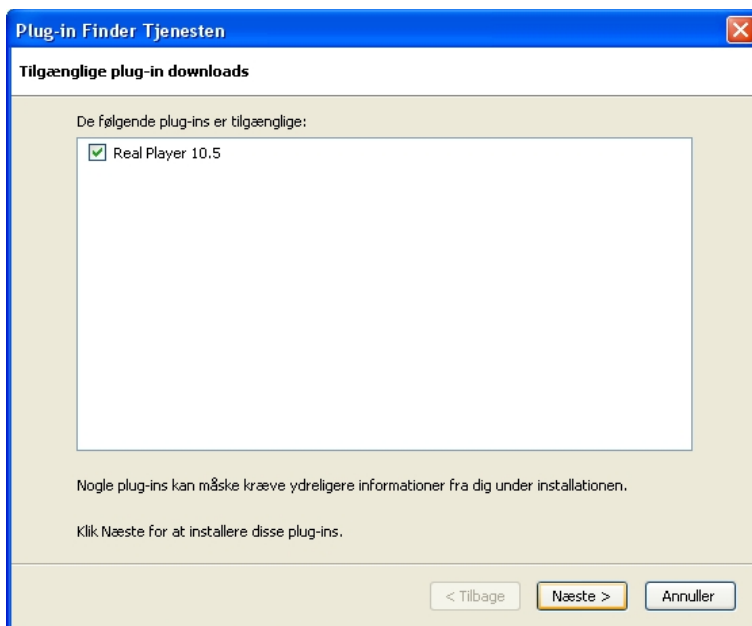 Plug-in Finder Tjenesten
Tilgænglige plug-in downloads
De følgende plug-ins er tilgænglige:
Real Player 10.5
Nogle plug-ins kan måske kræve ydreligere informationer fra dig under installationen.
Klik Næste for at installere disse plug-ins.
< Tilbage
Næste >
Annuller